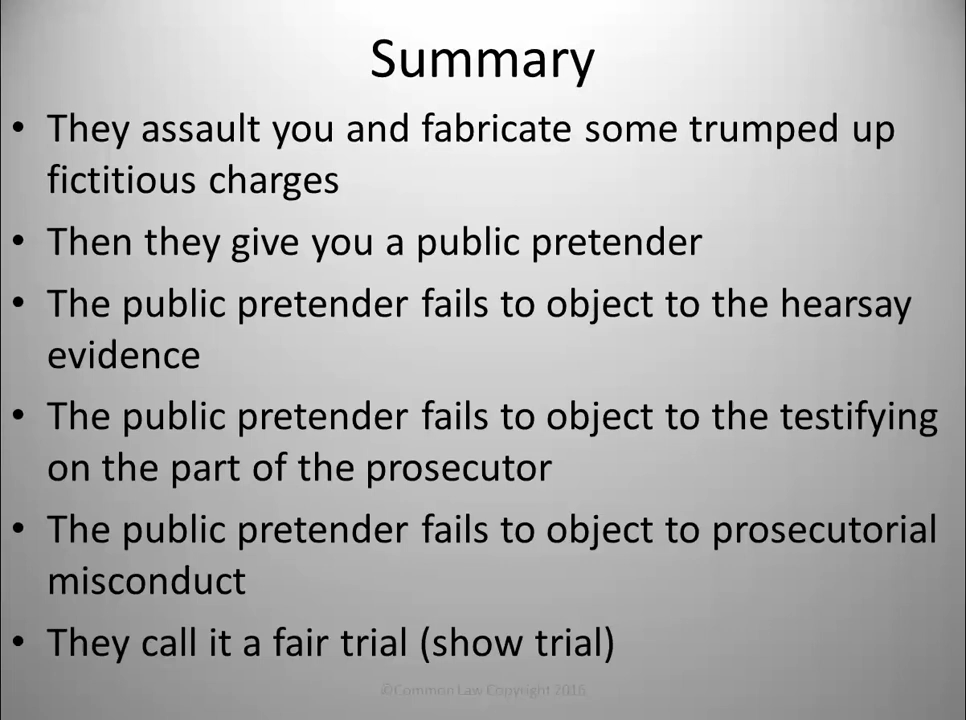 Summary
• They assault you and fabricate some trumped up
fictitious charges
• Then they give you a public pretender
• The public pretender fails to object to the hearsay
evidence
• The public pretender fails to object to the testifying
on the part of the prosecutor
• The public pretender fails to object to prosecutorial
misconduct
• They call it a fair trial (show trial)
©Common Law Copyright 2016